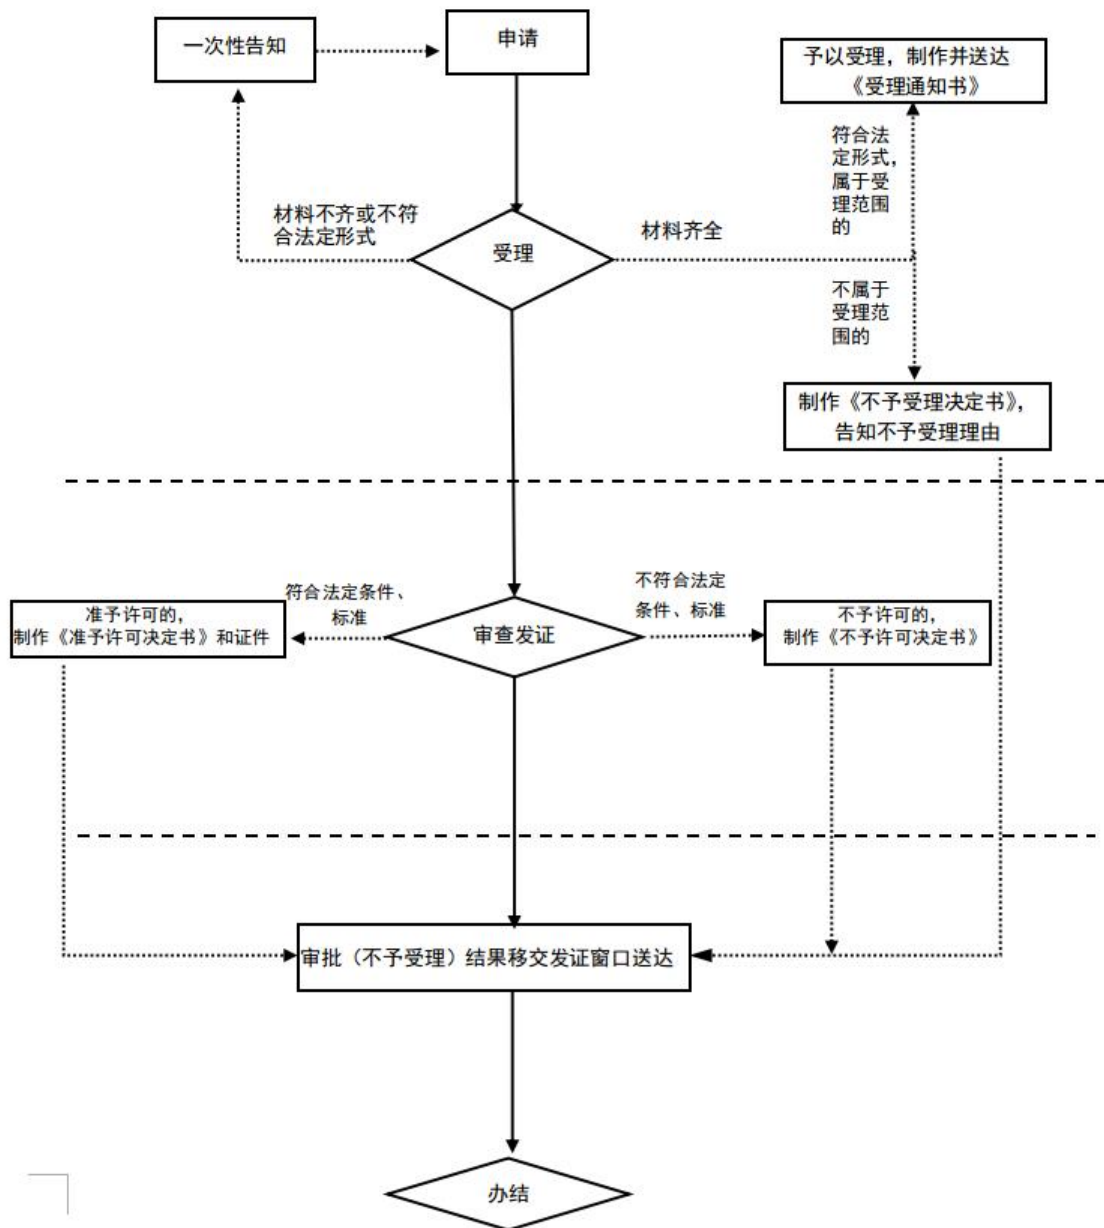 一次性告知
申请
予以受理，制作并送达
《受理通知书》
符合法
定形式，
属于受
理范围
的
材料不齐或不符
合法定形式
受理
材料齐全
不属于
受理范
围的
制作《不予受理决定书》，
告知不予受理理由
符合法定条件、
标准
不符合法定
条件、标准
准予许可的，
制作《准予许可决定书》和证件
审查发证
不予许可的，
制作《不予许可决定书》
审批（不予受理）结果移交发证窗口送达
办结